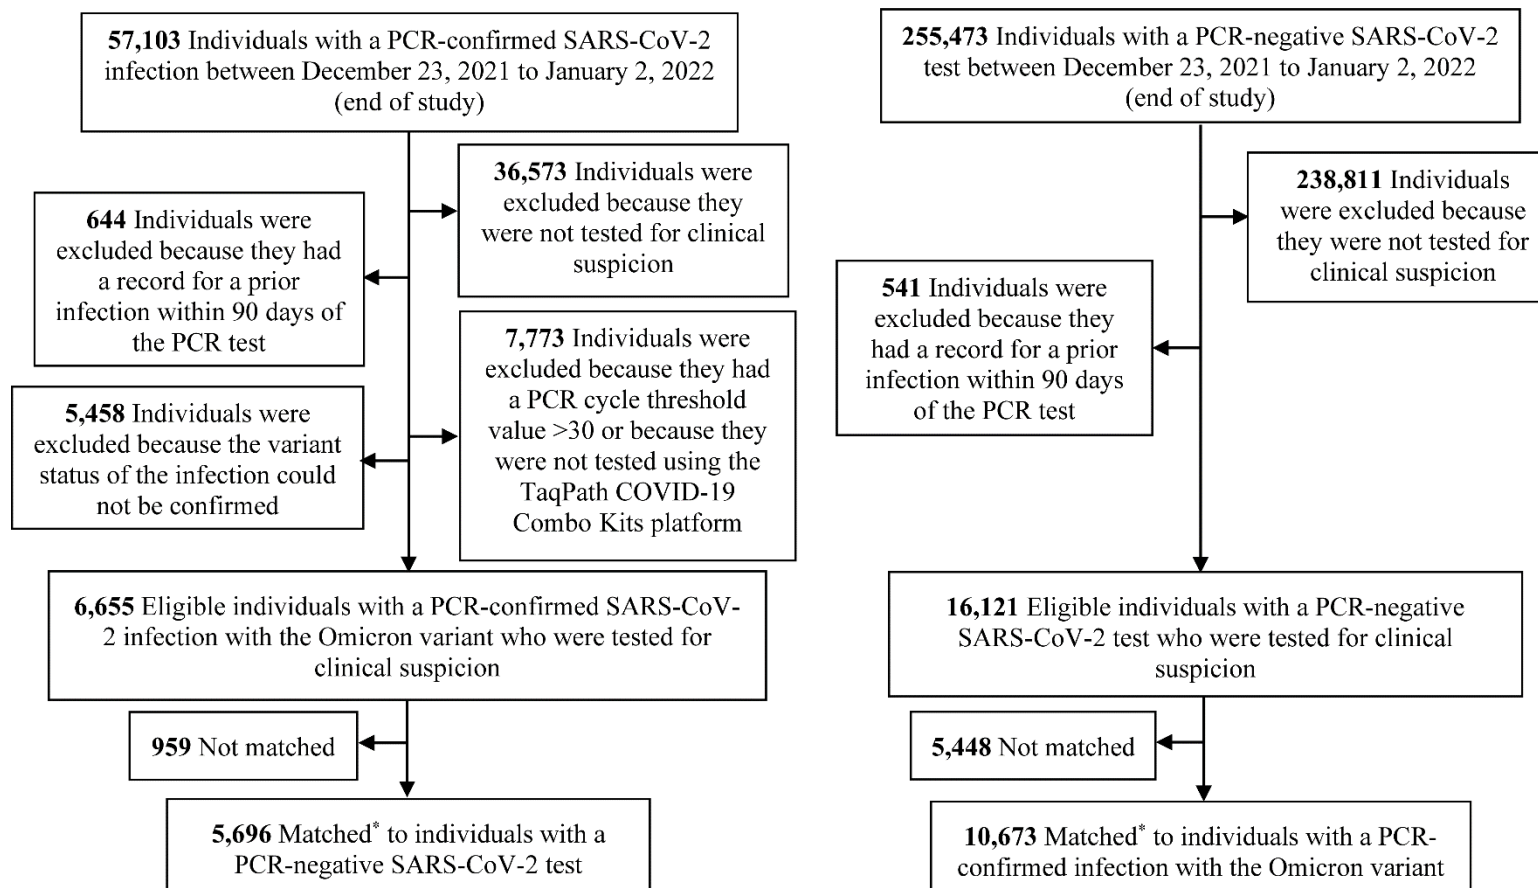 57,103 Individuals with a PCR-confirmed SARS-CoV-2
infection between December 23, 2021 to January 2, 2022
(end of study)
36,573 Individuals were
excluded because they
were not tested for clinical
suspicion
644 Individuals were
excluded because they had
a record for a prior
infection within 90 days of
the PCR test
7,773 Individuals were
excluded because they had
a PCR cycle threshold
value >30 or because they
were not tested using the
TaqPath COVID-19
Combo Kits platform
5,458 Individuals were
excluded because the variant
status of the infection could
not be confirmed
6,655 Eligible individuals with a PCR-confirmed SARS-CoV-
2 infection with the Omicron variant who were tested for
clinical suspicion
959 Not matched
5,696 Matched* to individuals with a
PCR-negative SARS-CoV-2 test
255,473 Individuals with a PCR-negative SARS-CoV-2
test between December 23, 2021 to January 2, 2022
(end of study)
238,811 Individuals
were excluded because
they were not tested for
clinical suspicion
541 Individuals were
excluded because they
had a record for a prior
infection within 90 days
of the PCR test
16,121 Eligible individuals with a PCR-negative
SARS-CoV-2 test who were tested for clinical
suspicion
5,448 Not matched
10,673 Matched* to individuals with a PCR-
confirmed infection with the Omicron variant